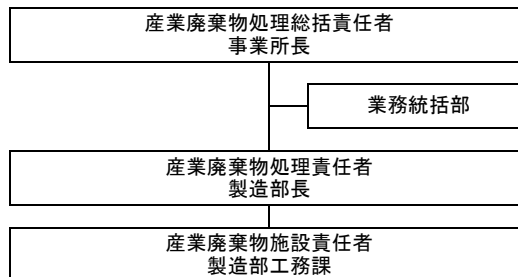 産業廃棄物処理総括責任者
事業所長
業務統括部
産業廃棄物処理責任者
製造部長
産業廃棄物施設責任者
製造部工務課